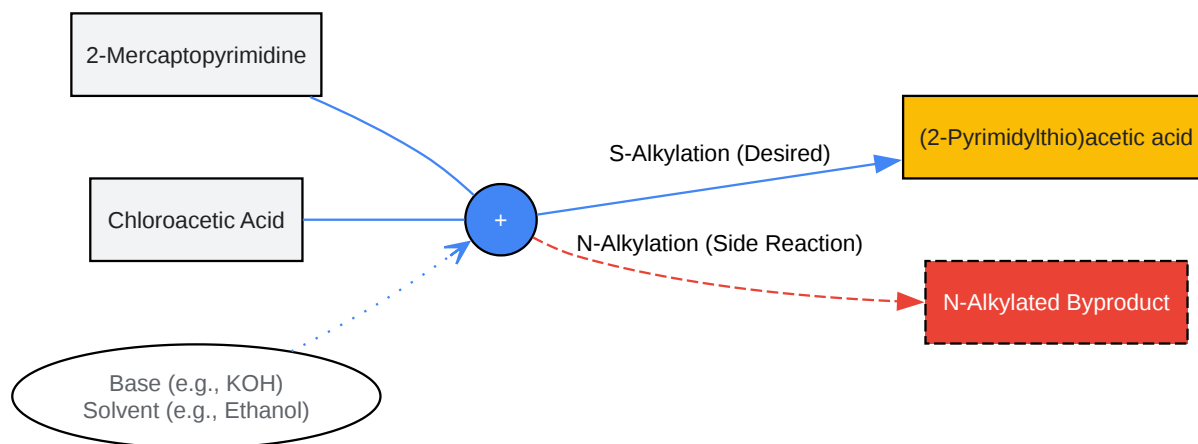 2-Mercaptopyrimidine
Chloroacetic Acid
Base (e.g., KOH)
Solvent (e.g., Ethanol)
+
S-Alkylation (Desired)
N-Alkylation (Side Reaction)
(2-Pyrimidylthio)acetic acid
N-Alkylated Byproduct